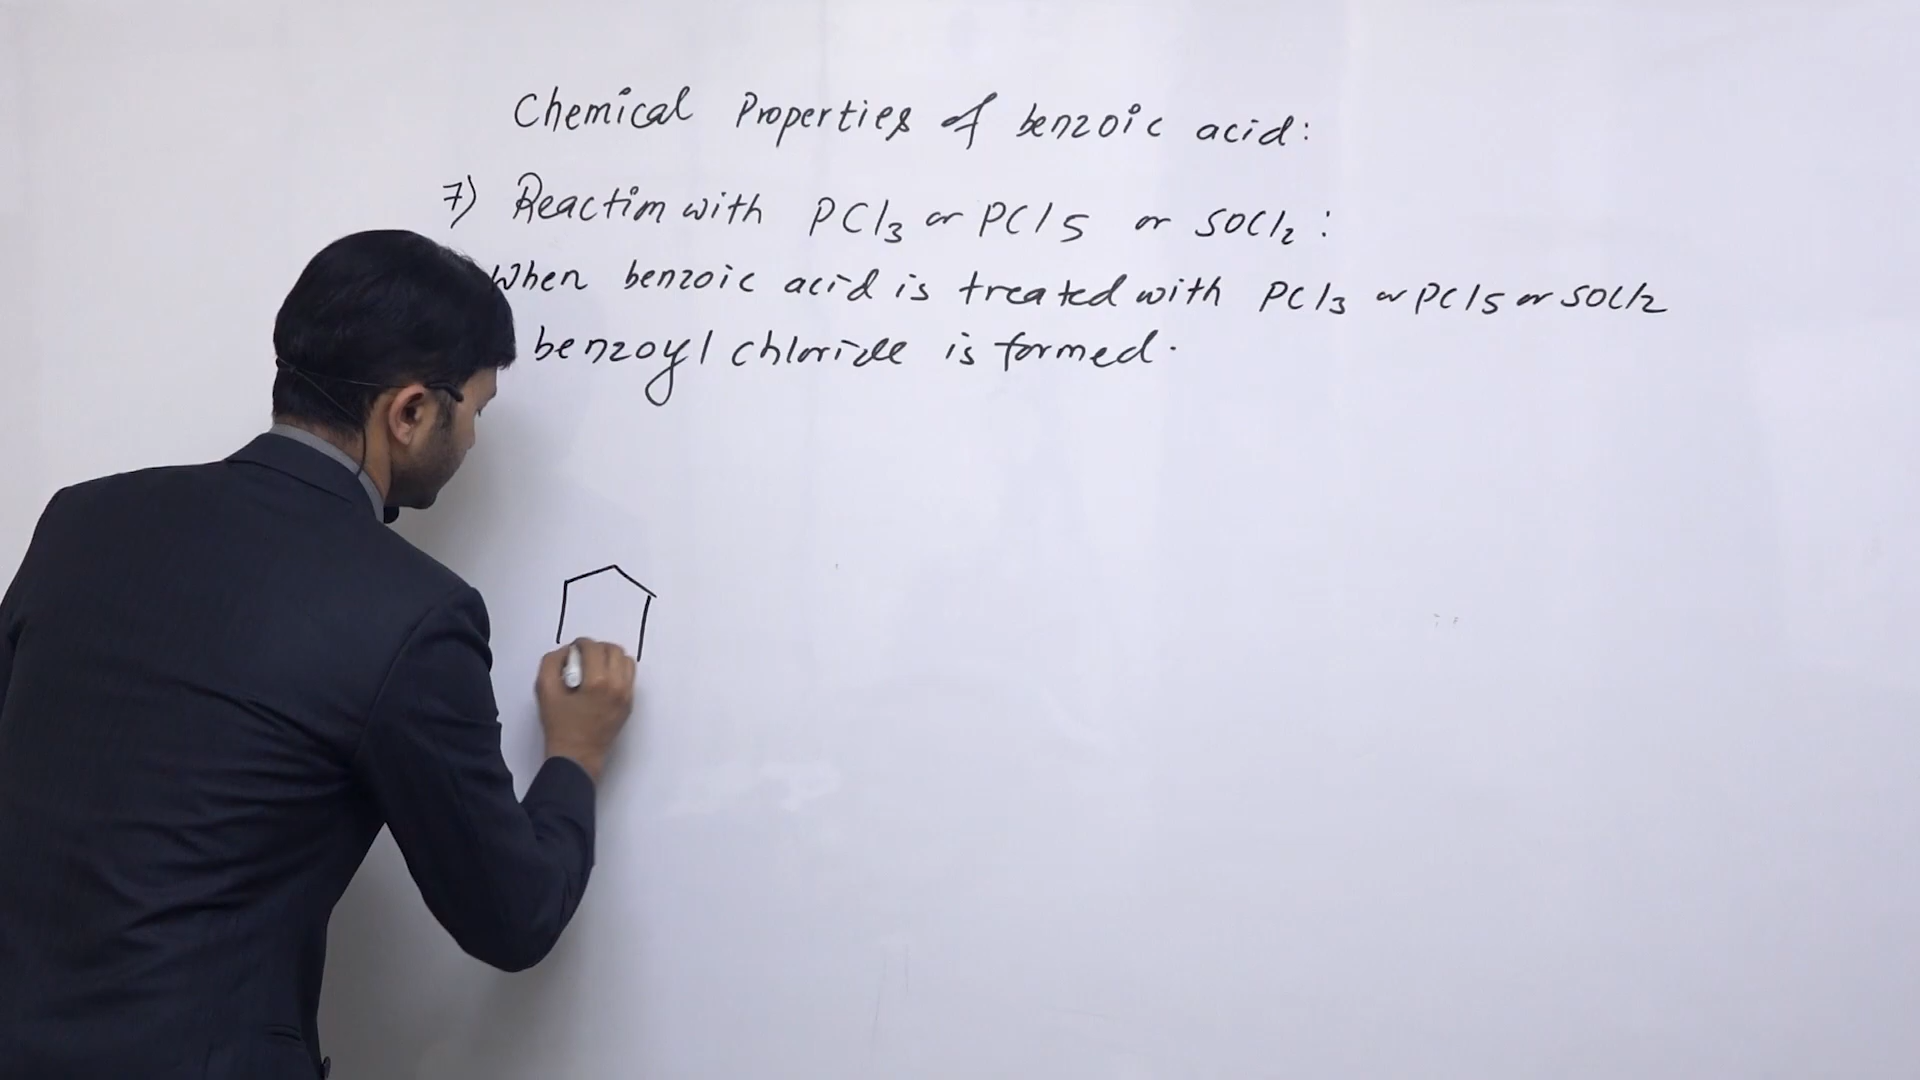 Chemical Properties of benzoic acid:
7) Reaction with PCl3 or PCl5 or SOCl2:
When benzoic acid is treated with PCl3 or PCl5 or SOCl2
benzoyl chloride is formed.